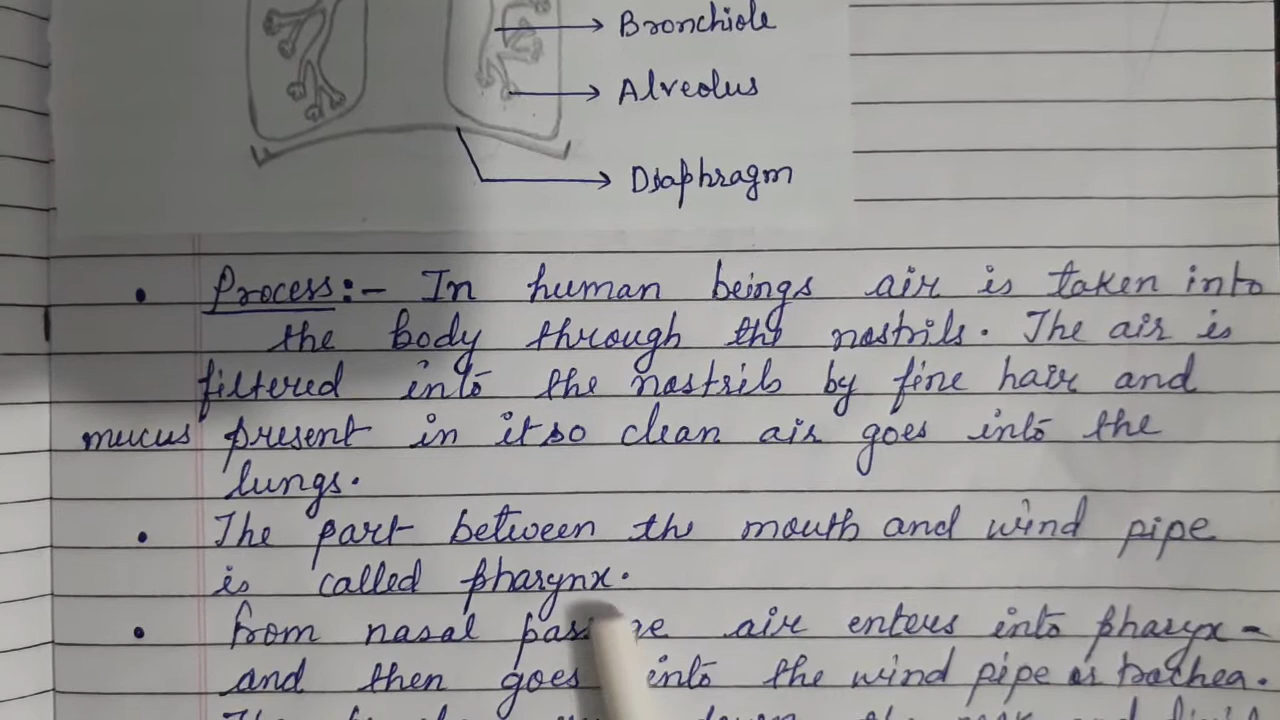 Bronchiole
Alveolus
Diaphragm
• Process:- In human beings air is taken into
the body through the nostrils. The air is
filtered into the nostrils by fine hair and
mucus present in it so clean air goes into the
lungs.
• The part between the mouth and wind pipe
is called pharynx.
• from nasal air enters into pharyx-
and then goes into the wind pipe or trachea.